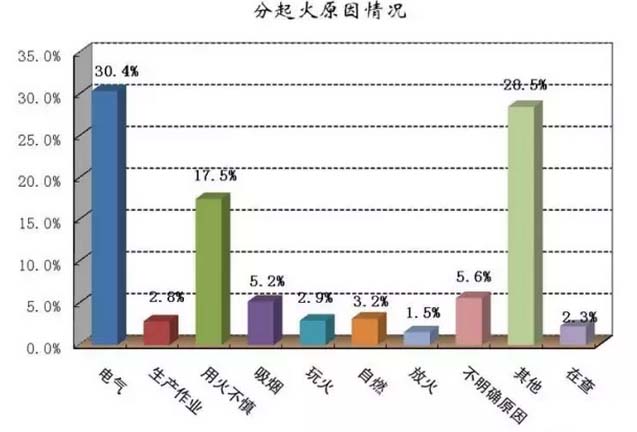 分起火原因情况
35.0%
30.0%
25.0%
20.0%
15.0%
10.0%
5.0%
0.0%
30.4%
2.8%
17.5%
5.2%
2.9%
3.2%
1.5%
5.6%
28.5%
2.3%
电气
生产作业
用火不慎
吸烟
玩火
自燃
放火
不明确原因
其他
在查